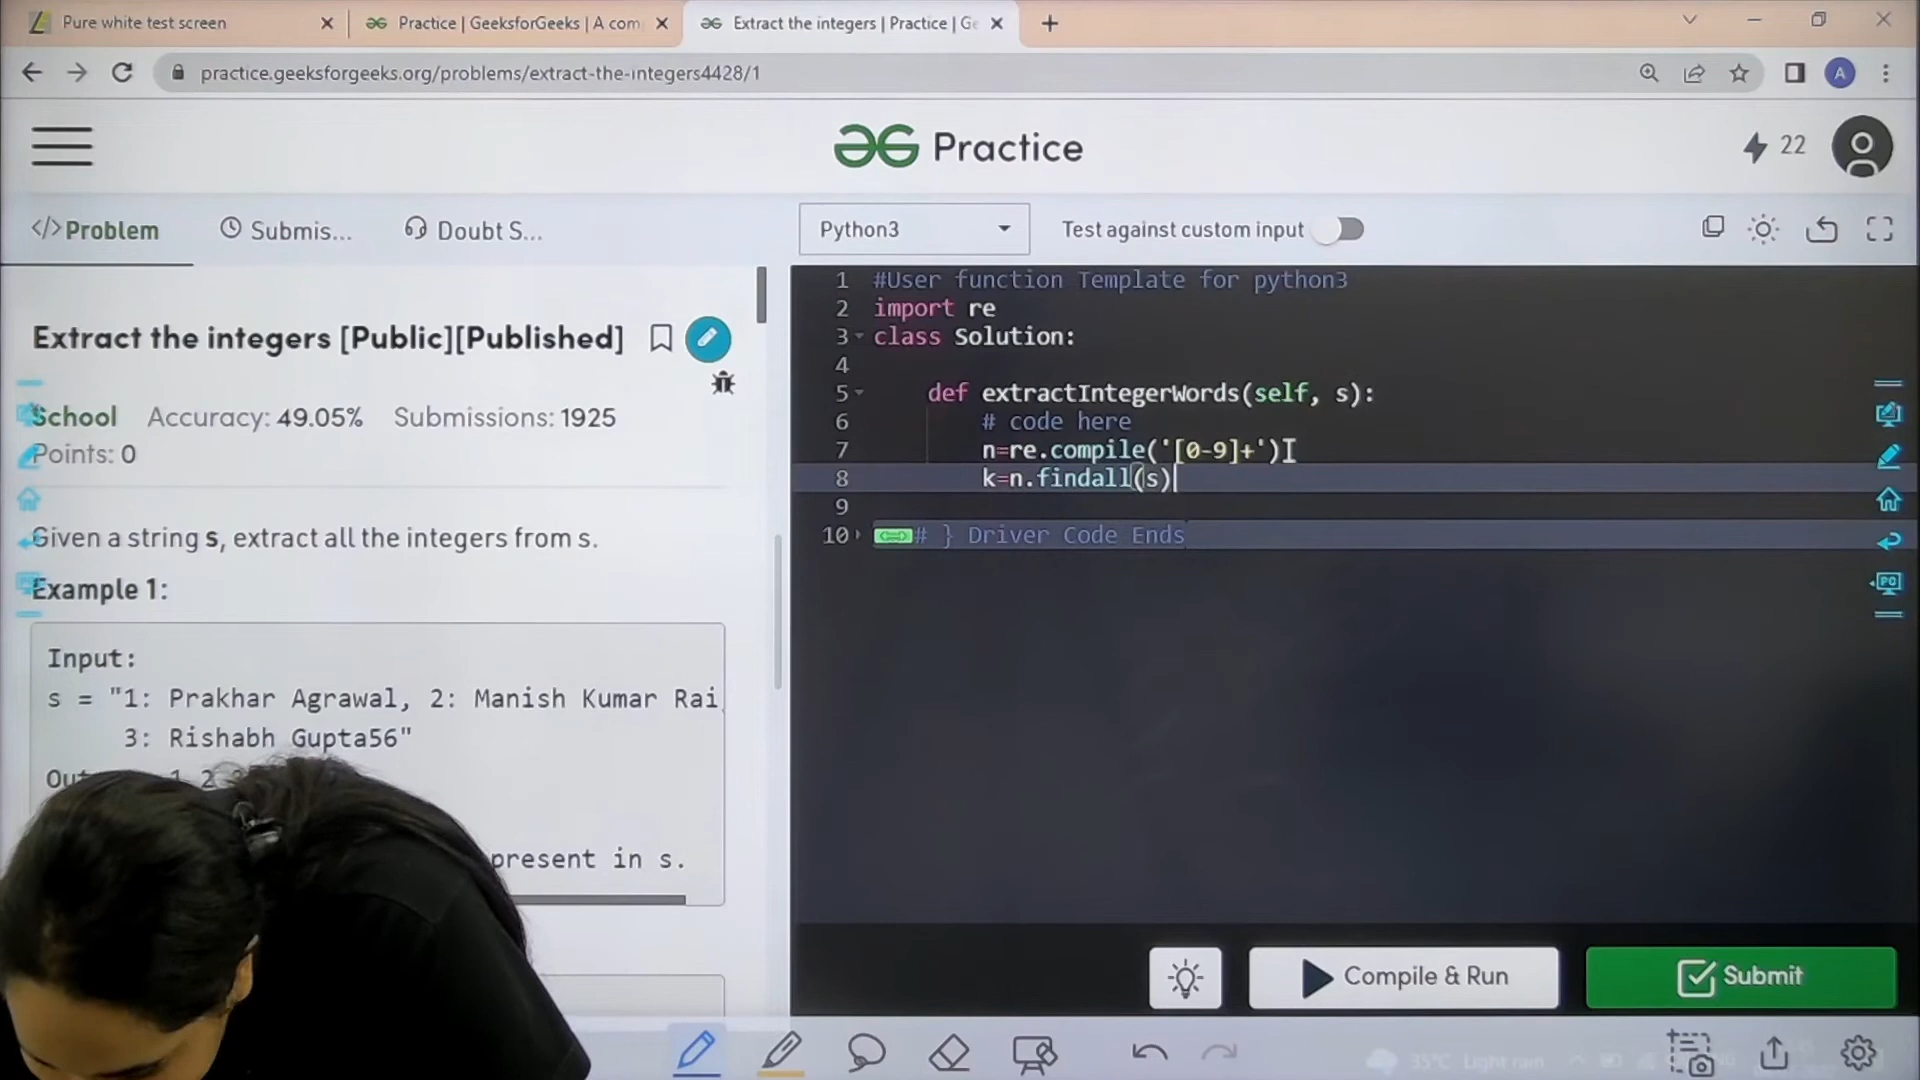 Pure white test screen
Practice | GeeksforGeeks | A com
Extract the integers | Practice | Ge
practice.geeksforgeeks.org/problems/extract-the-integers4428/1
A
Practice
22
</>Problem
Submis...
Doubt S...
Python3
Test against custom input
Extract the integers [Public][Published]
School Accuracy: 49.05% Submissions: 1925
Points: 0
Given a string s, extract all the integers from s.
Example 1:
Input:
s = "1: Prakhar Agrawal, 2: Manish Kumar Rai,
3: Rishabh Gupta56"
present in s.
1 #User function Template for python3
2 import re
3 class Solution:
4
5 def extractIntegerWords(self, s):
6 # code here
7 n=re.compile('[0-9]+')
8 k=n.findall(s)
9
10 # } Driver Code Ends
PC
Compile & Run
Submit
35°C Light rain